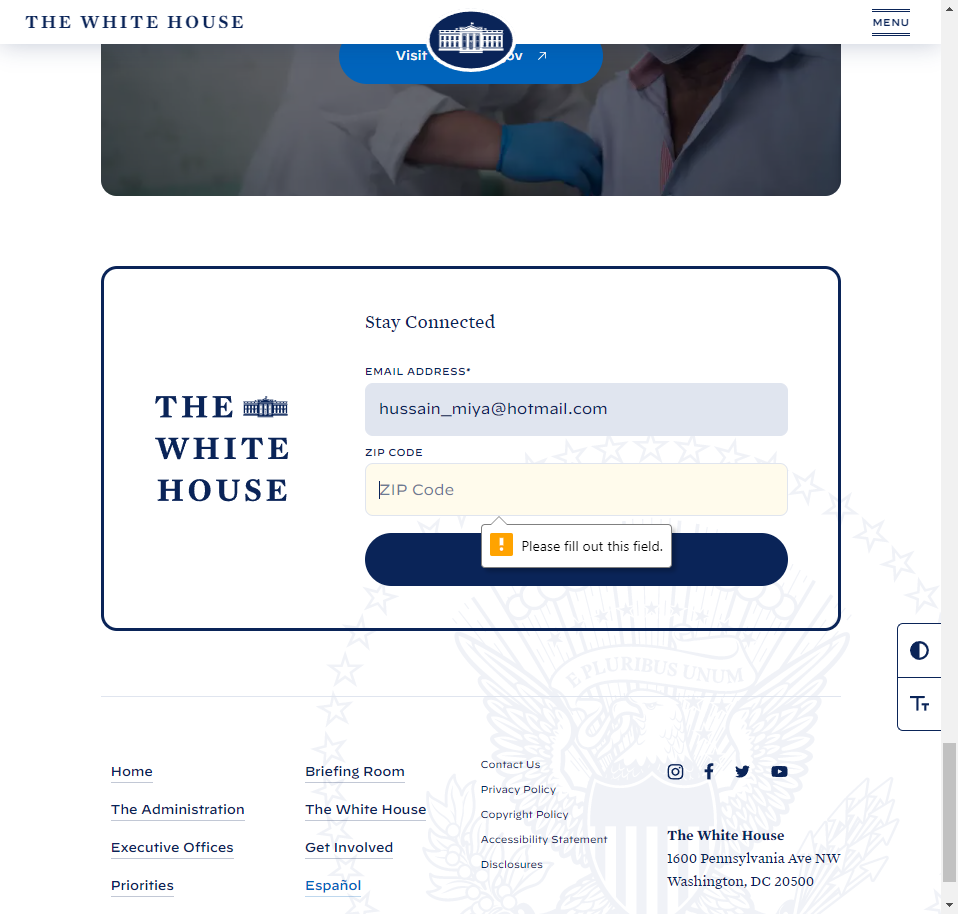 THE WHITE HOUSE
MENU
Visit
ov
Stay Connected
EMAIL ADDRESS*
hussain_miya@hotmail.com
THE
WHITE
HOUSE
ZIP CODE
ZIP Code
Please fill out this field.
E PLURIBUS UNUM
Home
The Administration
Executive Offices
Priorities
Briefing Room
The White House
Get Involved
Español
Contact Us
Privacy Policy
Copyright Policy
Accessibility Statement
Disclosures
The White House
1600 Pennsylvania Ave NW
Washington, DC 20500